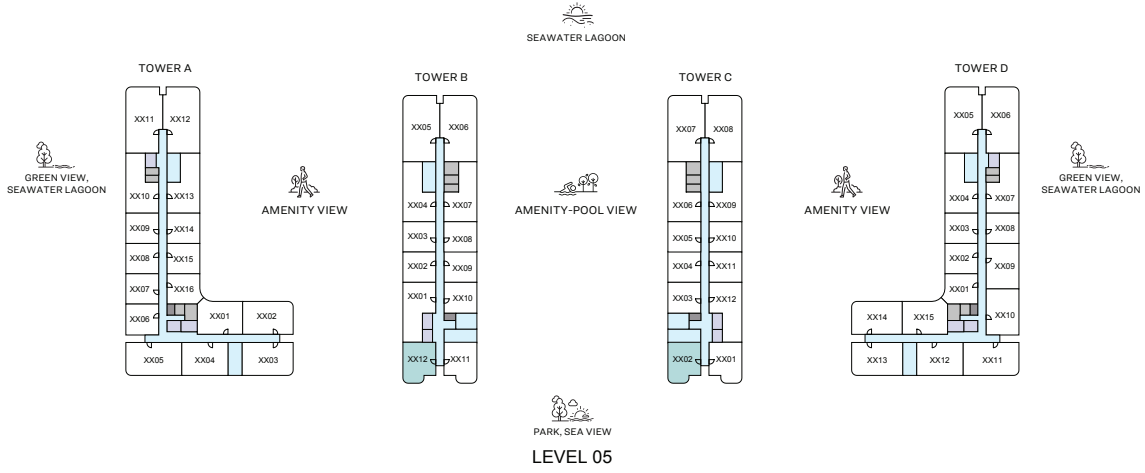 SEAWATER LAGOON
TOWER A
TOWER B
TOWER C
TOWER D
GREEN VIEW,
SEAWATER LAGOON
AMENITY VIEW
AMENITY-POOL VIEW
AMENITY VIEW
GREEN VIEW,
SEAWATER LAGOON
XX11 XX12
XX10 XX13
XX09 XX14
XX08 XX15
XX07 XX16
XX06 XX01 XX02
XX05 XX04 XX03
XX05 XX06
XX04 XX07
XX03 XX08
XX02 XX09
XX01 XX10
XX12 XX11
XX07 XX08
XX06 XX09
XX05 XX10
XX04 XX11
XX03 XX12
XX02 XX01
XX05 XX06
XX04 XX07
XX03 XX08
XX02 XX09
XX01
XX14 XX15 XX10
XX13 XX12 XX11
PARK, SEA VIEW
LEVEL 05